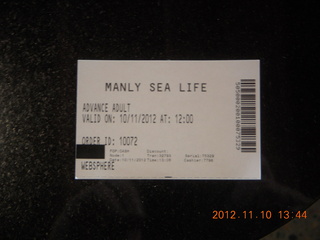 MANLY SEA LIFE
ADVANCE ADULT
VALID ON: 10/11/2012 AT: 12:00
ORDER ID: 10072
WEBSPHERE
2012.11.10 13:44